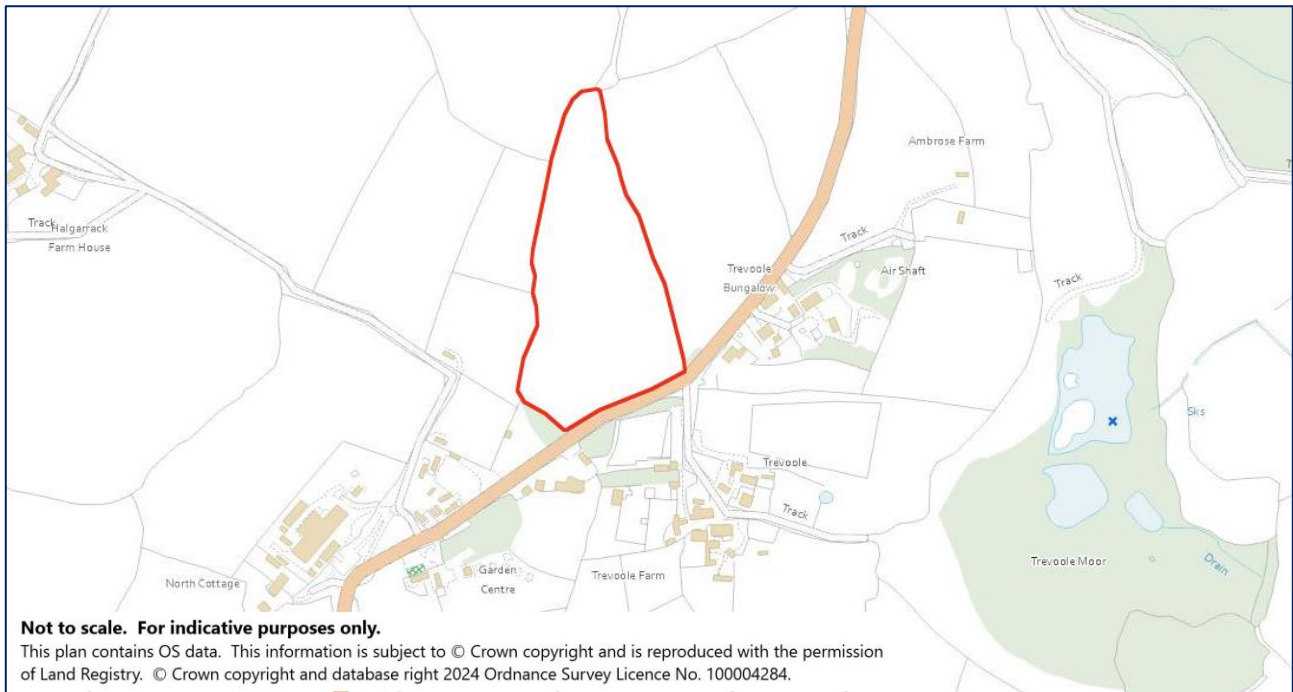 Ambrose Farm
Track
Halgarrack
Farm House
Track
Trevoole
Bungalow
Air Shaft
Track
Sks
Trevoole
Track
Garden
Centre
Trevoole Farm
Trevoole Moor
Drain
North Cottage
Not to scale. For indicative purposes only.
This plan contains OS data. This information is subject to © Crown copyright and is reproduced with the permission
of Land Registry. © Crown copyright and database right 2024 Ordnance Survey Licence No. 100004284.